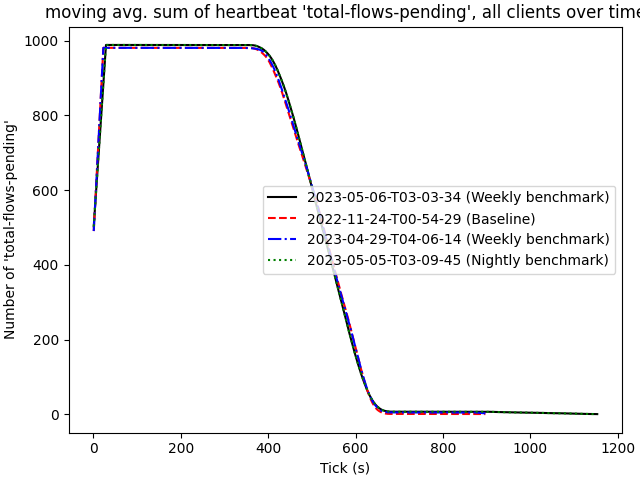 moving avg. sum of heartbeat 'total-flows-pending', all clients over time
Number of 'total-flows-pending'
1000
800
600
400
200
0
2023-05-06-T03-03-34 (Weekly benchmark)
2022-11-24-T00-54-29 (Baseline)
2023-04-29-T04-06-14 (Weekly benchmark)
2023-05-05-T03-09-45 (Nightly benchmark)
0 200 400 600 800 1000 1200
Tick (s)